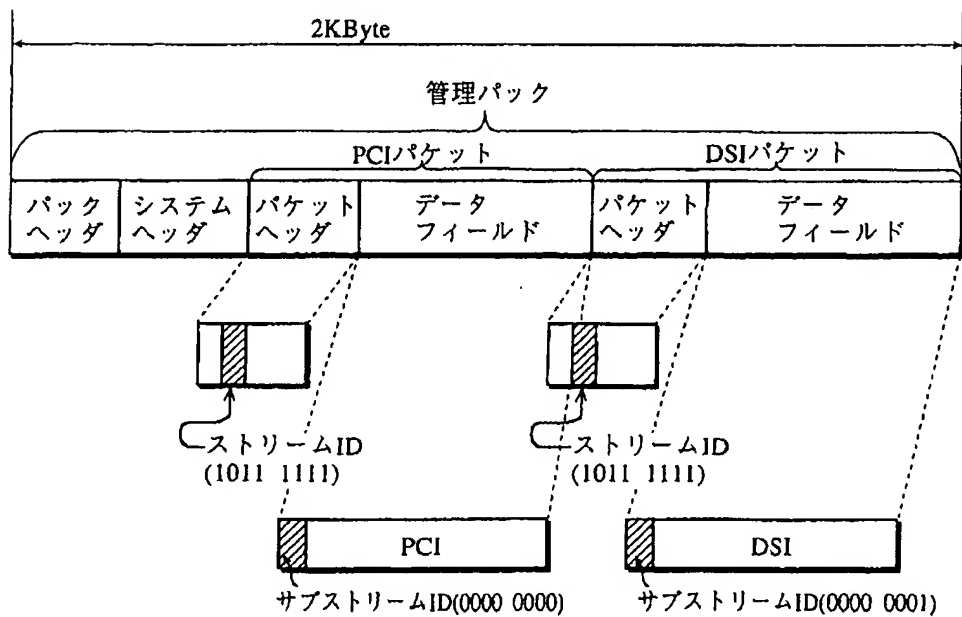 2KByte
管理パック
PCIパケット
DSIパケット
パック
ヘッダ
システム
ヘッダ
パケット
ヘッダ
データ
フィールド
パケット
ヘッダ
データ
フィールド
ストリームID
(1011 1111)
ストリームID
(1011 1111)
PCI
DSI
サブストリームID(0000 0000)
サブストリームID(0000 0001)